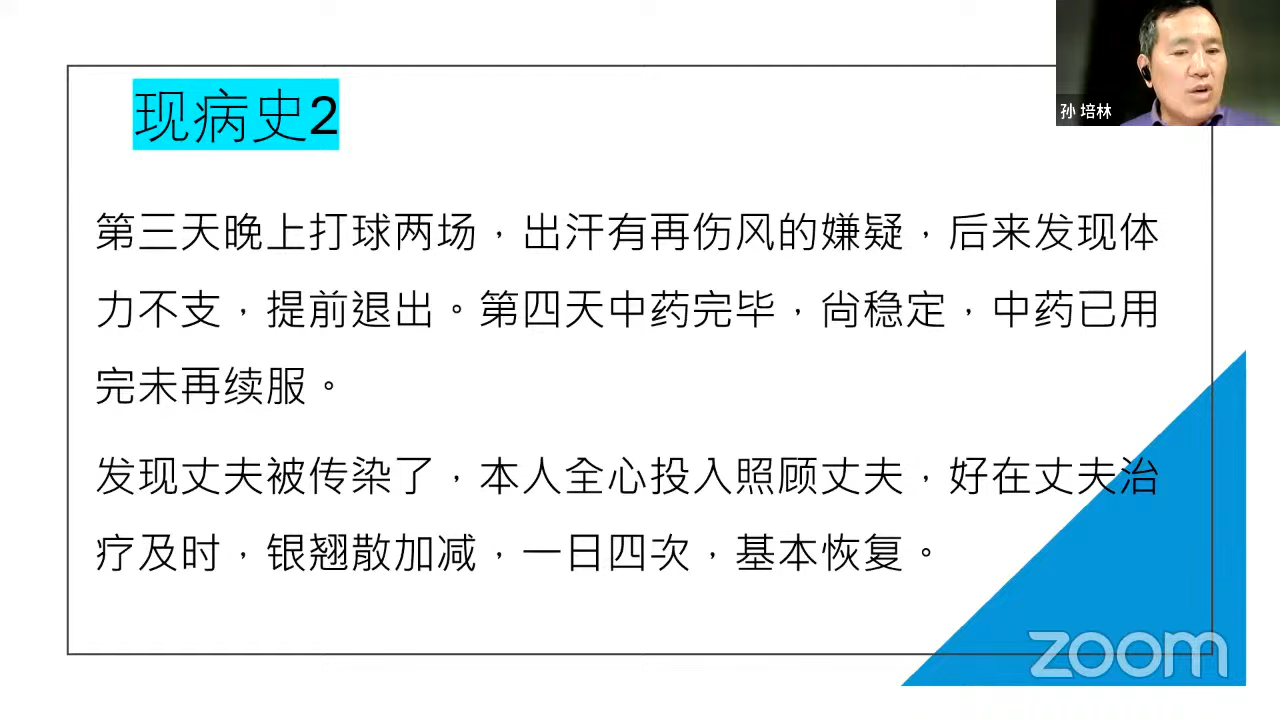 现病史2
孙 培林
第三天晚上打球两场，出汗有再伤风的嫌疑，后来发现体
力不支，提前退出。第四天中药完毕，尚稳定，中药已用
完未再续服。
发现丈夫被传染了，本人全心投入照顾丈夫，好在丈夫治
疗及时，银翘散加减，一日四次，基本恢复。
zoom